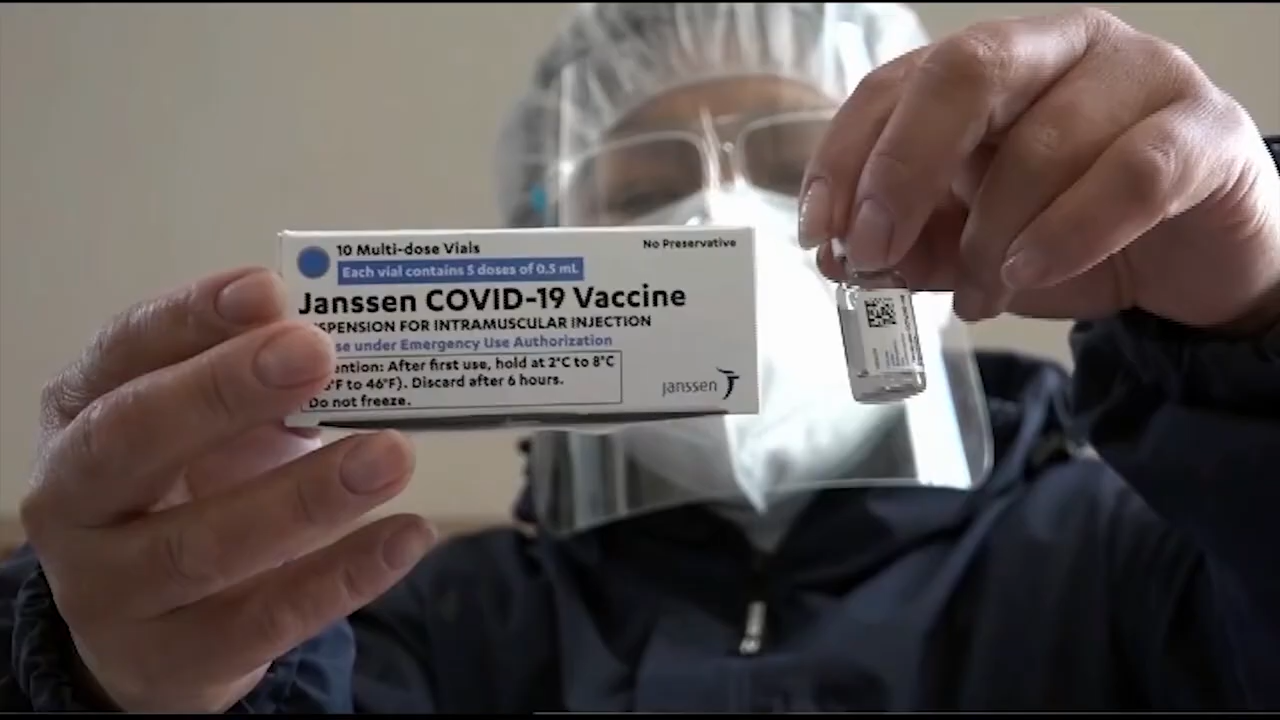 10 Multi-dose Vials
No Preservative
Each vial contains 5 doses of 0.5 mL
Janssen COVID-19 Vaccine
SPENSION FOR INTRAMUSCULAR INJECTION
se under Emergency Use Authorization
ention: After first use, hold at 2°C to 8°C
°F to 46°F). Discard after 6 hours.
Do not freeze.
janssen